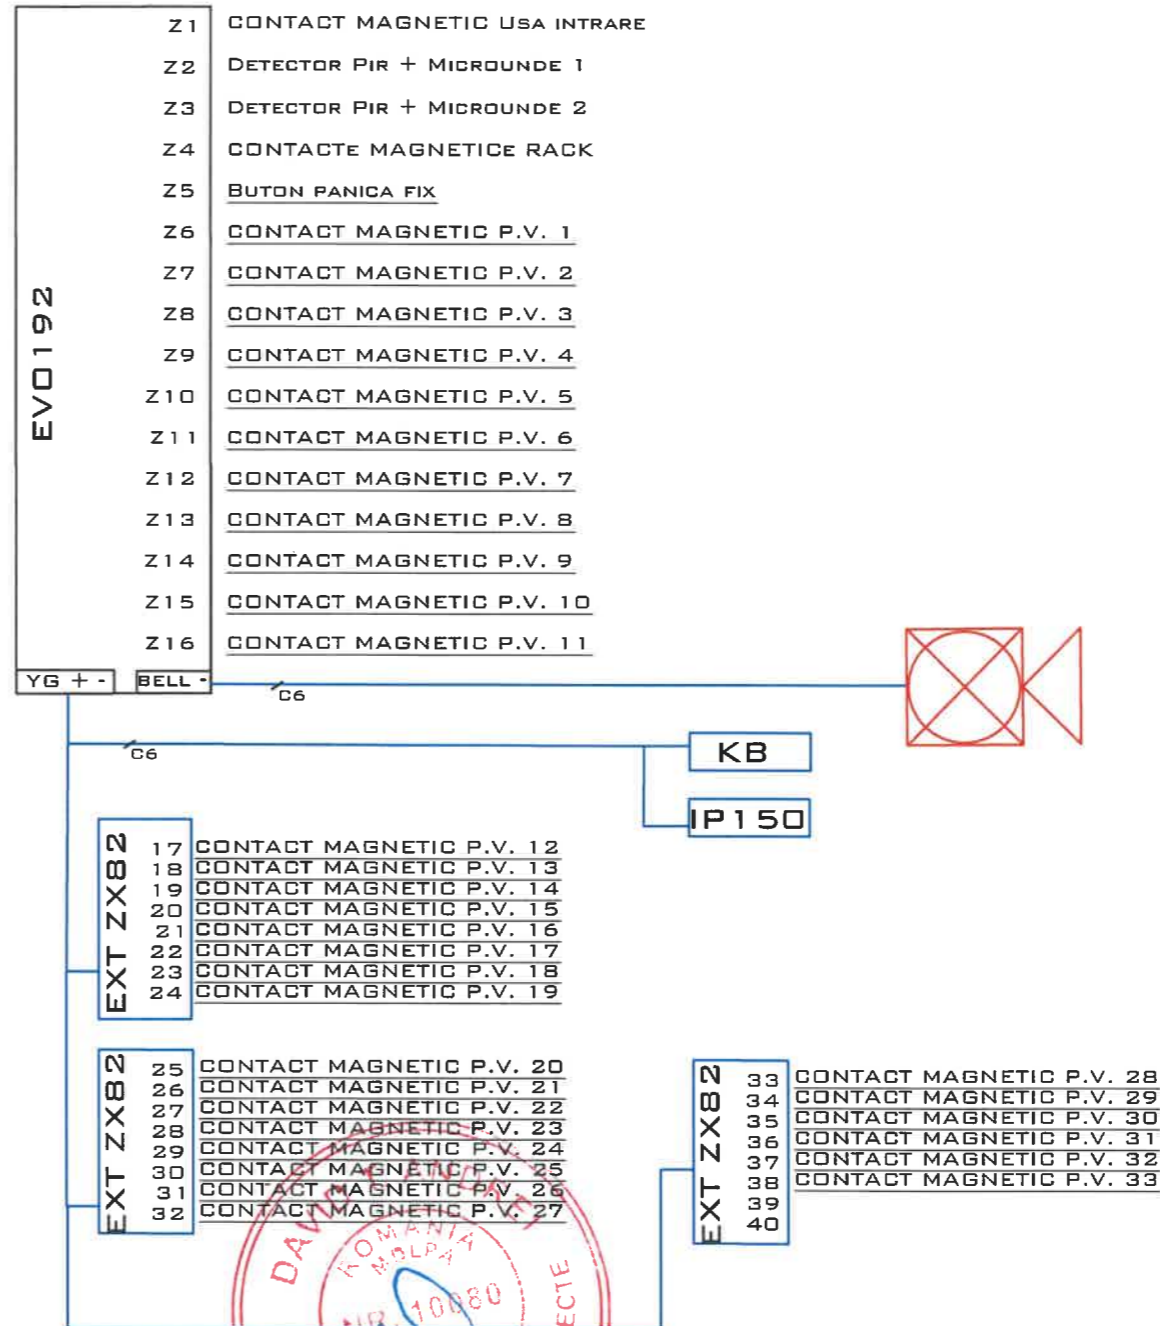 EVO192
Z1 CONTACT MAGNETIC USA INTRARE
Z2 DETECTOR PIR + MICROUNDE 1
Z3 DETECTOR PIR + MICROUNDE 2
Z4 CONTACTE MAGNETICE RACK
Z5 BUTON PANICA FIX
Z6 CONTACT MAGNETIC P.V. 1
Z7 CONTACT MAGNETIC P.V. 2
Z8 CONTACT MAGNETIC P.V. 3
Z9 CONTACT MAGNETIC P.V. 4
Z10 CONTACT MAGNETIC P.V. 5
Z11 CONTACT MAGNETIC P.V. 6
Z12 CONTACT MAGNETIC P.V. 7
Z13 CONTACT MAGNETIC P.V. 8
Z14 CONTACT MAGNETIC P.V. 9
Z15 CONTACT MAGNETIC P.V. 10
Z16 CONTACT MAGNETIC P.V. 11
YG + - BELL -
C6
C6
KB
IP150
EXT ZX82
17 CONTACT MAGNETIC P.V. 12
18 CONTACT MAGNETIC P.V. 13
19 CONTACT MAGNETIC P.V. 14
20 CONTACT MAGNETIC P.V. 15
21 CONTACT MAGNETIC P.V. 16
22 CONTACT MAGNETIC P.V. 17
23 CONTACT MAGNETIC P.V. 18
24 CONTACT MAGNETIC P.V. 19
EXT ZX82
25 CONTACT MAGNETIC P.V. 20
26 CONTACT MAGNETIC P.V. 21
27 CONTACT MAGNETIC P.V. 22
28 CONTACT MAGNETIC P.V. 23
29 CONTACT MAGNETIC P.V. 24
30 CONTACT MAGNETIC P.V. 25
31 CONTACT MAGNETIC P.V. 26
32 CONTACT MAGNETIC P.V. 27
EXT ZX82
33 CONTACT MAGNETIC P.V. 28
34 CONTACT MAGNETIC P.V. 29
35 CONTACT MAGNETIC P.V. 30
36 CONTACT MAGNETIC P.V. 31
37 CONTACT MAGNETIC P.V. 32
38 CONTACT MAGNETIC P.V. 33
39
40
ANDREI
ROMANIA
NR. 10080